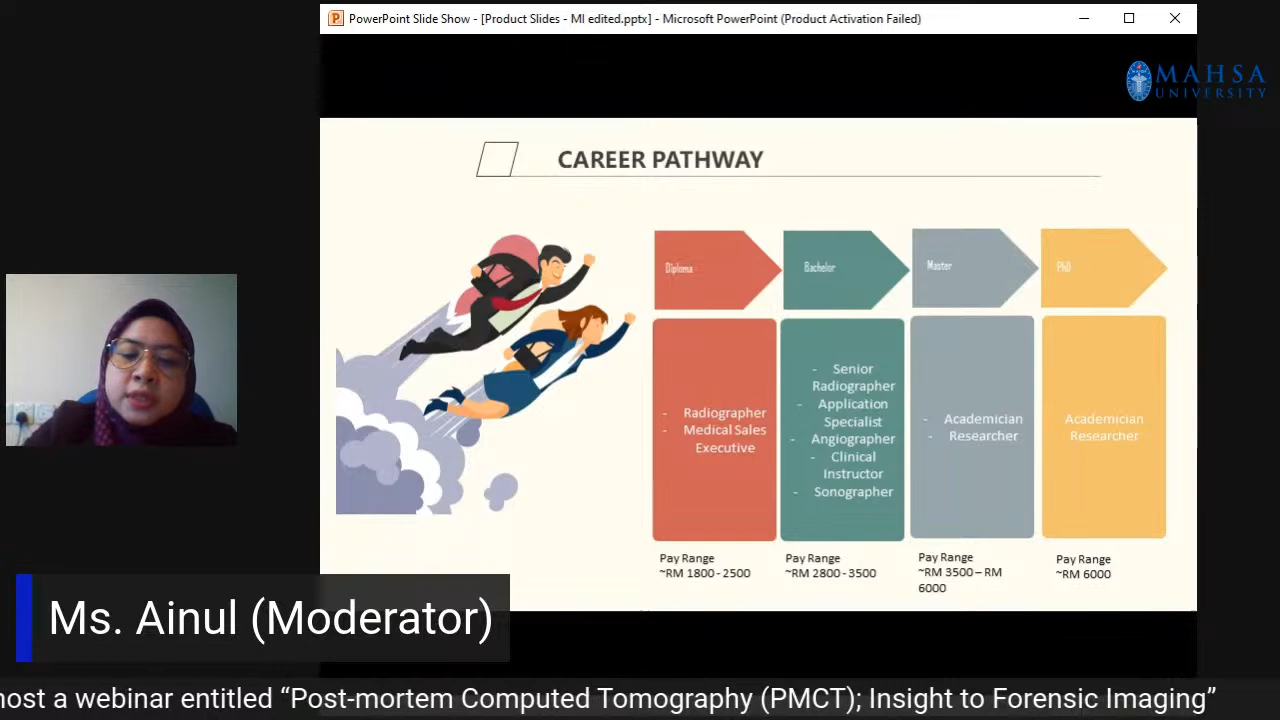 PowerPoint Slide Show - [Product Slides - MI edited.pptx] - Microsoft PowerPoint (Product Activation Failed)
MAHSA
UNIVERSITY
CAREER PATHWAY
Diploma
Bachelor
Master
PhD
- Radiographer
- Medical Sales
Executive
- Senior
Radiographer
- Application
Specialist
- Angiographer
- Clinical
Instructor
- Sonographer
- Academician
- Researcher
Academician
Researcher
Pay Range
~RM 1800 - 2500
Pay Range
~RM 2800 - 3500
Pay Range
~RM 3500 – RM
6000
Pay Range
~RM 6000
Ms. Ainul (Moderator)
host a webinar entitled “Post-mortem Computed Tomography (PMCT); Insight to Forensic Imaging”